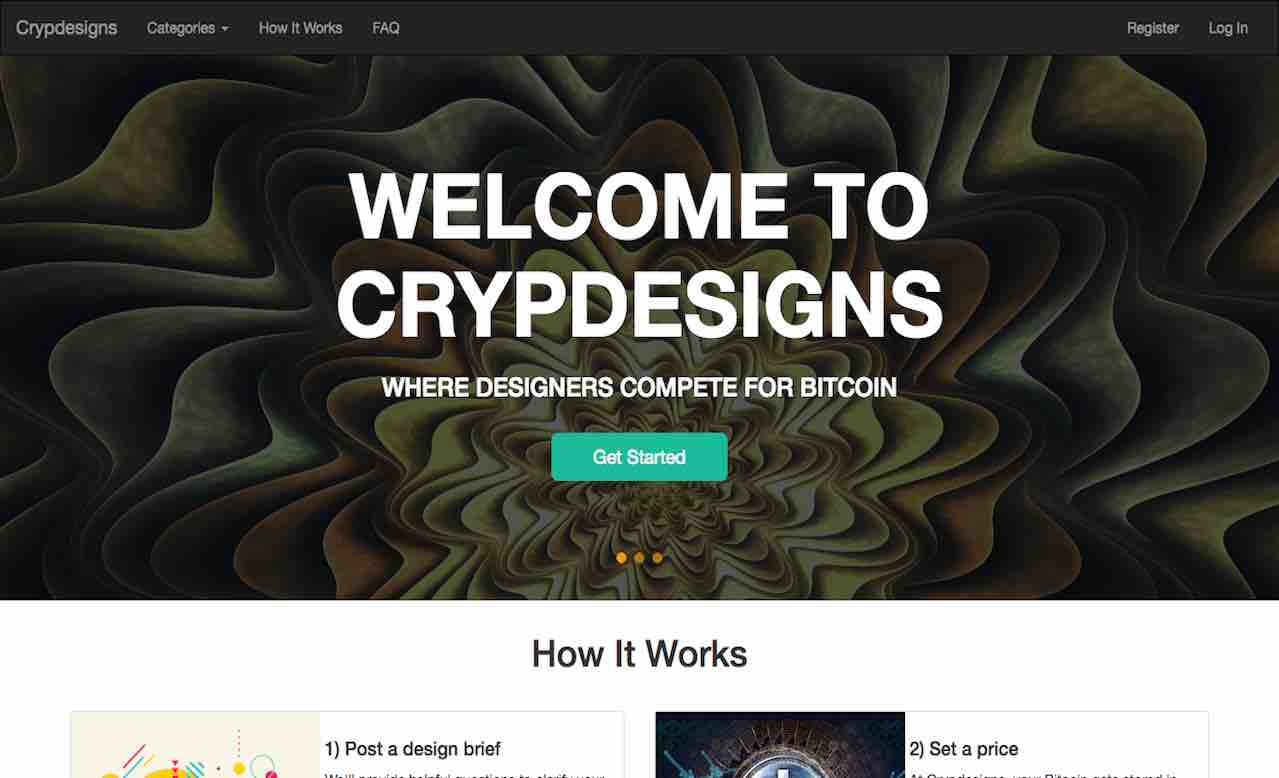 Crypdesigns Categories How It Works FAQ Register Log In
WELCOME TO
CRYPDESIGNS
WHERE DESIGNERS COMPETE FOR BITCOIN
Get Started
How It Works
1) Post a design brief
2) Set a price
We'll provide helpful questions to clarify your
At Crypdesigns, your Bitcoin gets stored in